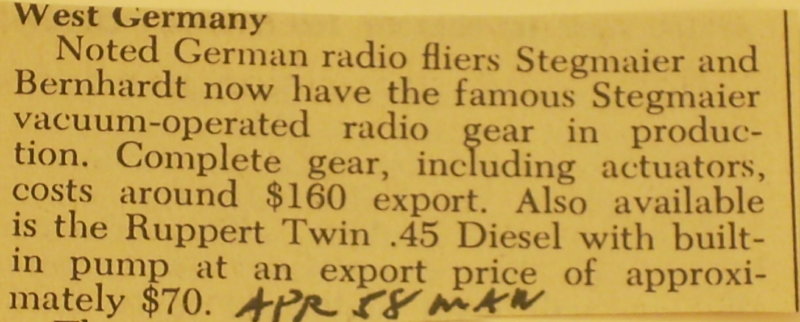 West Germany
Noted German radio fliers Stegmaier and
Bernhardt now have the famous Stegmaier
vacuum-operated radio gear in produc-
tion. Complete gear, including actuators,
costs around $160 export. Also available
is the Ruppert Twin .45 Diesel with built-
in pump at an export price of approxi-
mately $70. APR 58 MAN